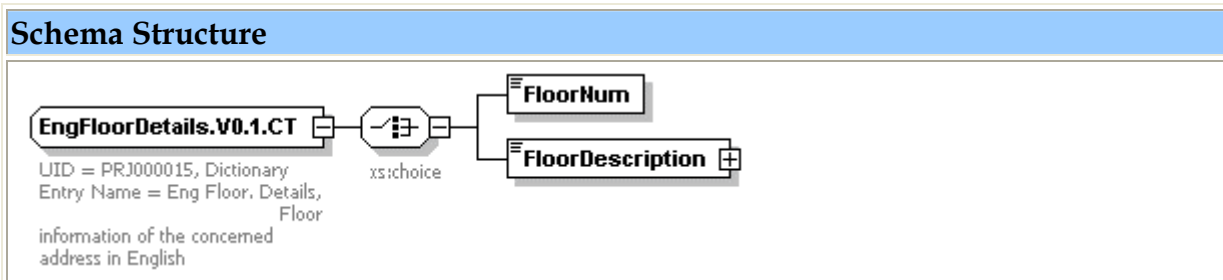 Schema Structure
FloorNum
EngFloorDetails.V0.1.CT
FloorDescription
UID = PRJ000015, Dictionary
xs:choice
Entry Name = Eng Floor. Details,
Floor
information of the concerned
address in English